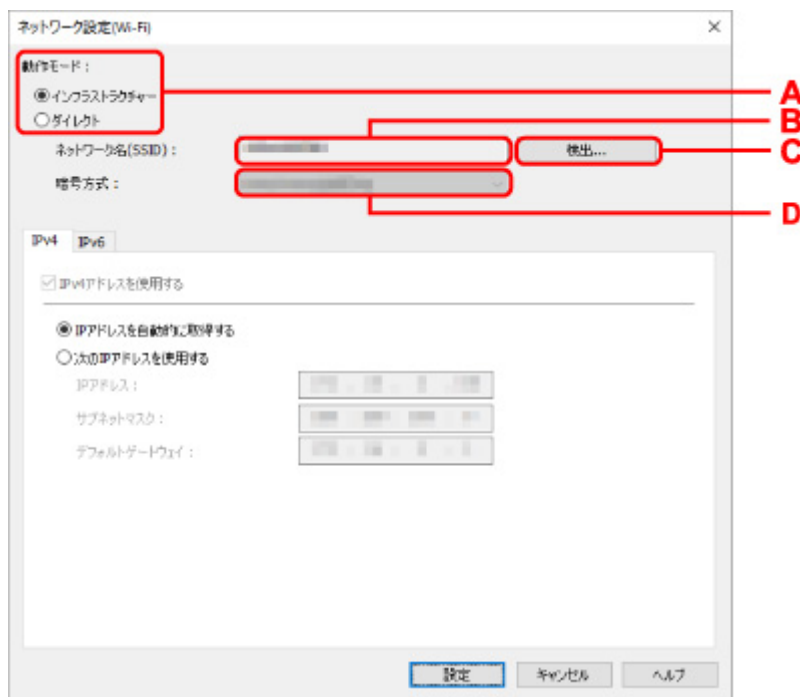 ネットワーク設定(Wi-Fi)
動作モード：
インフラストラクチャー
A
ダイレクト
B
ネットワーク名(SSID)：
検出...
C
暗号方式：
D
IPv4 IPv6
IPv4アドレスを使用する
IPアドレスを自動的に取得する
次のIPアドレスを使用する
IPアドレス：
サブネットマスク：
デフォルトゲートウェイ：
設定 キャンセル ヘルプ